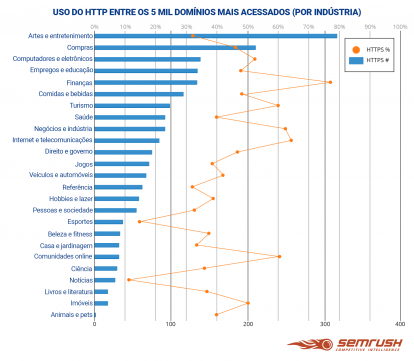 USO DO HTTP ENTRE OS 5 MIL DOMÍNIOS MAIS ACESSADOS (POR INDÚSTRIA)
0% 10% 20% 30% 40% 50% 60% 70% 80% 90% 100%
HTTPS %
HTTPS #
Artes e entretenimento
Compras
Computadores e eletrônicos
Empregos e educação
Finanças
Comidas e bebidas
Turismo
Saúde
Negócios e indústria
Internet e telecomunicações
Direito e governo
Jogos
Veículos e automóveis
Referência
Hobbies e lazer
Pessoas e sociedade
Esportes
Beleza e fitness
Casa e jardinagem
Comunidades online
Ciência
Notícias
Livros e literatura
Imóveis
Animais e pets
0 100 200 300 400
SEMRUSH
COMPETITIVE INTELLIGENCE